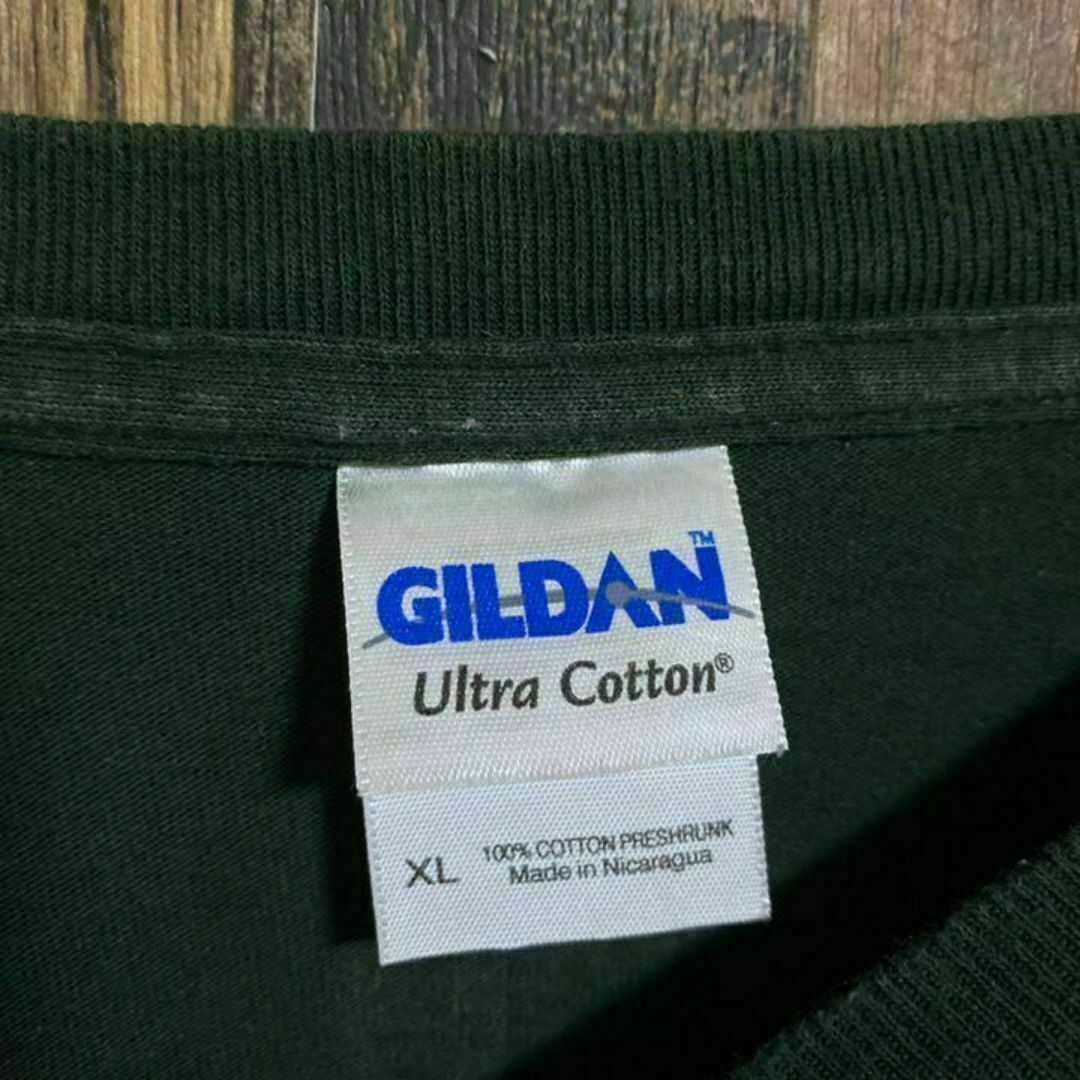 GILDAN™
Ultra Cotton®
XL
100% COTTON PRESHRUNK
Made in Nicaragua